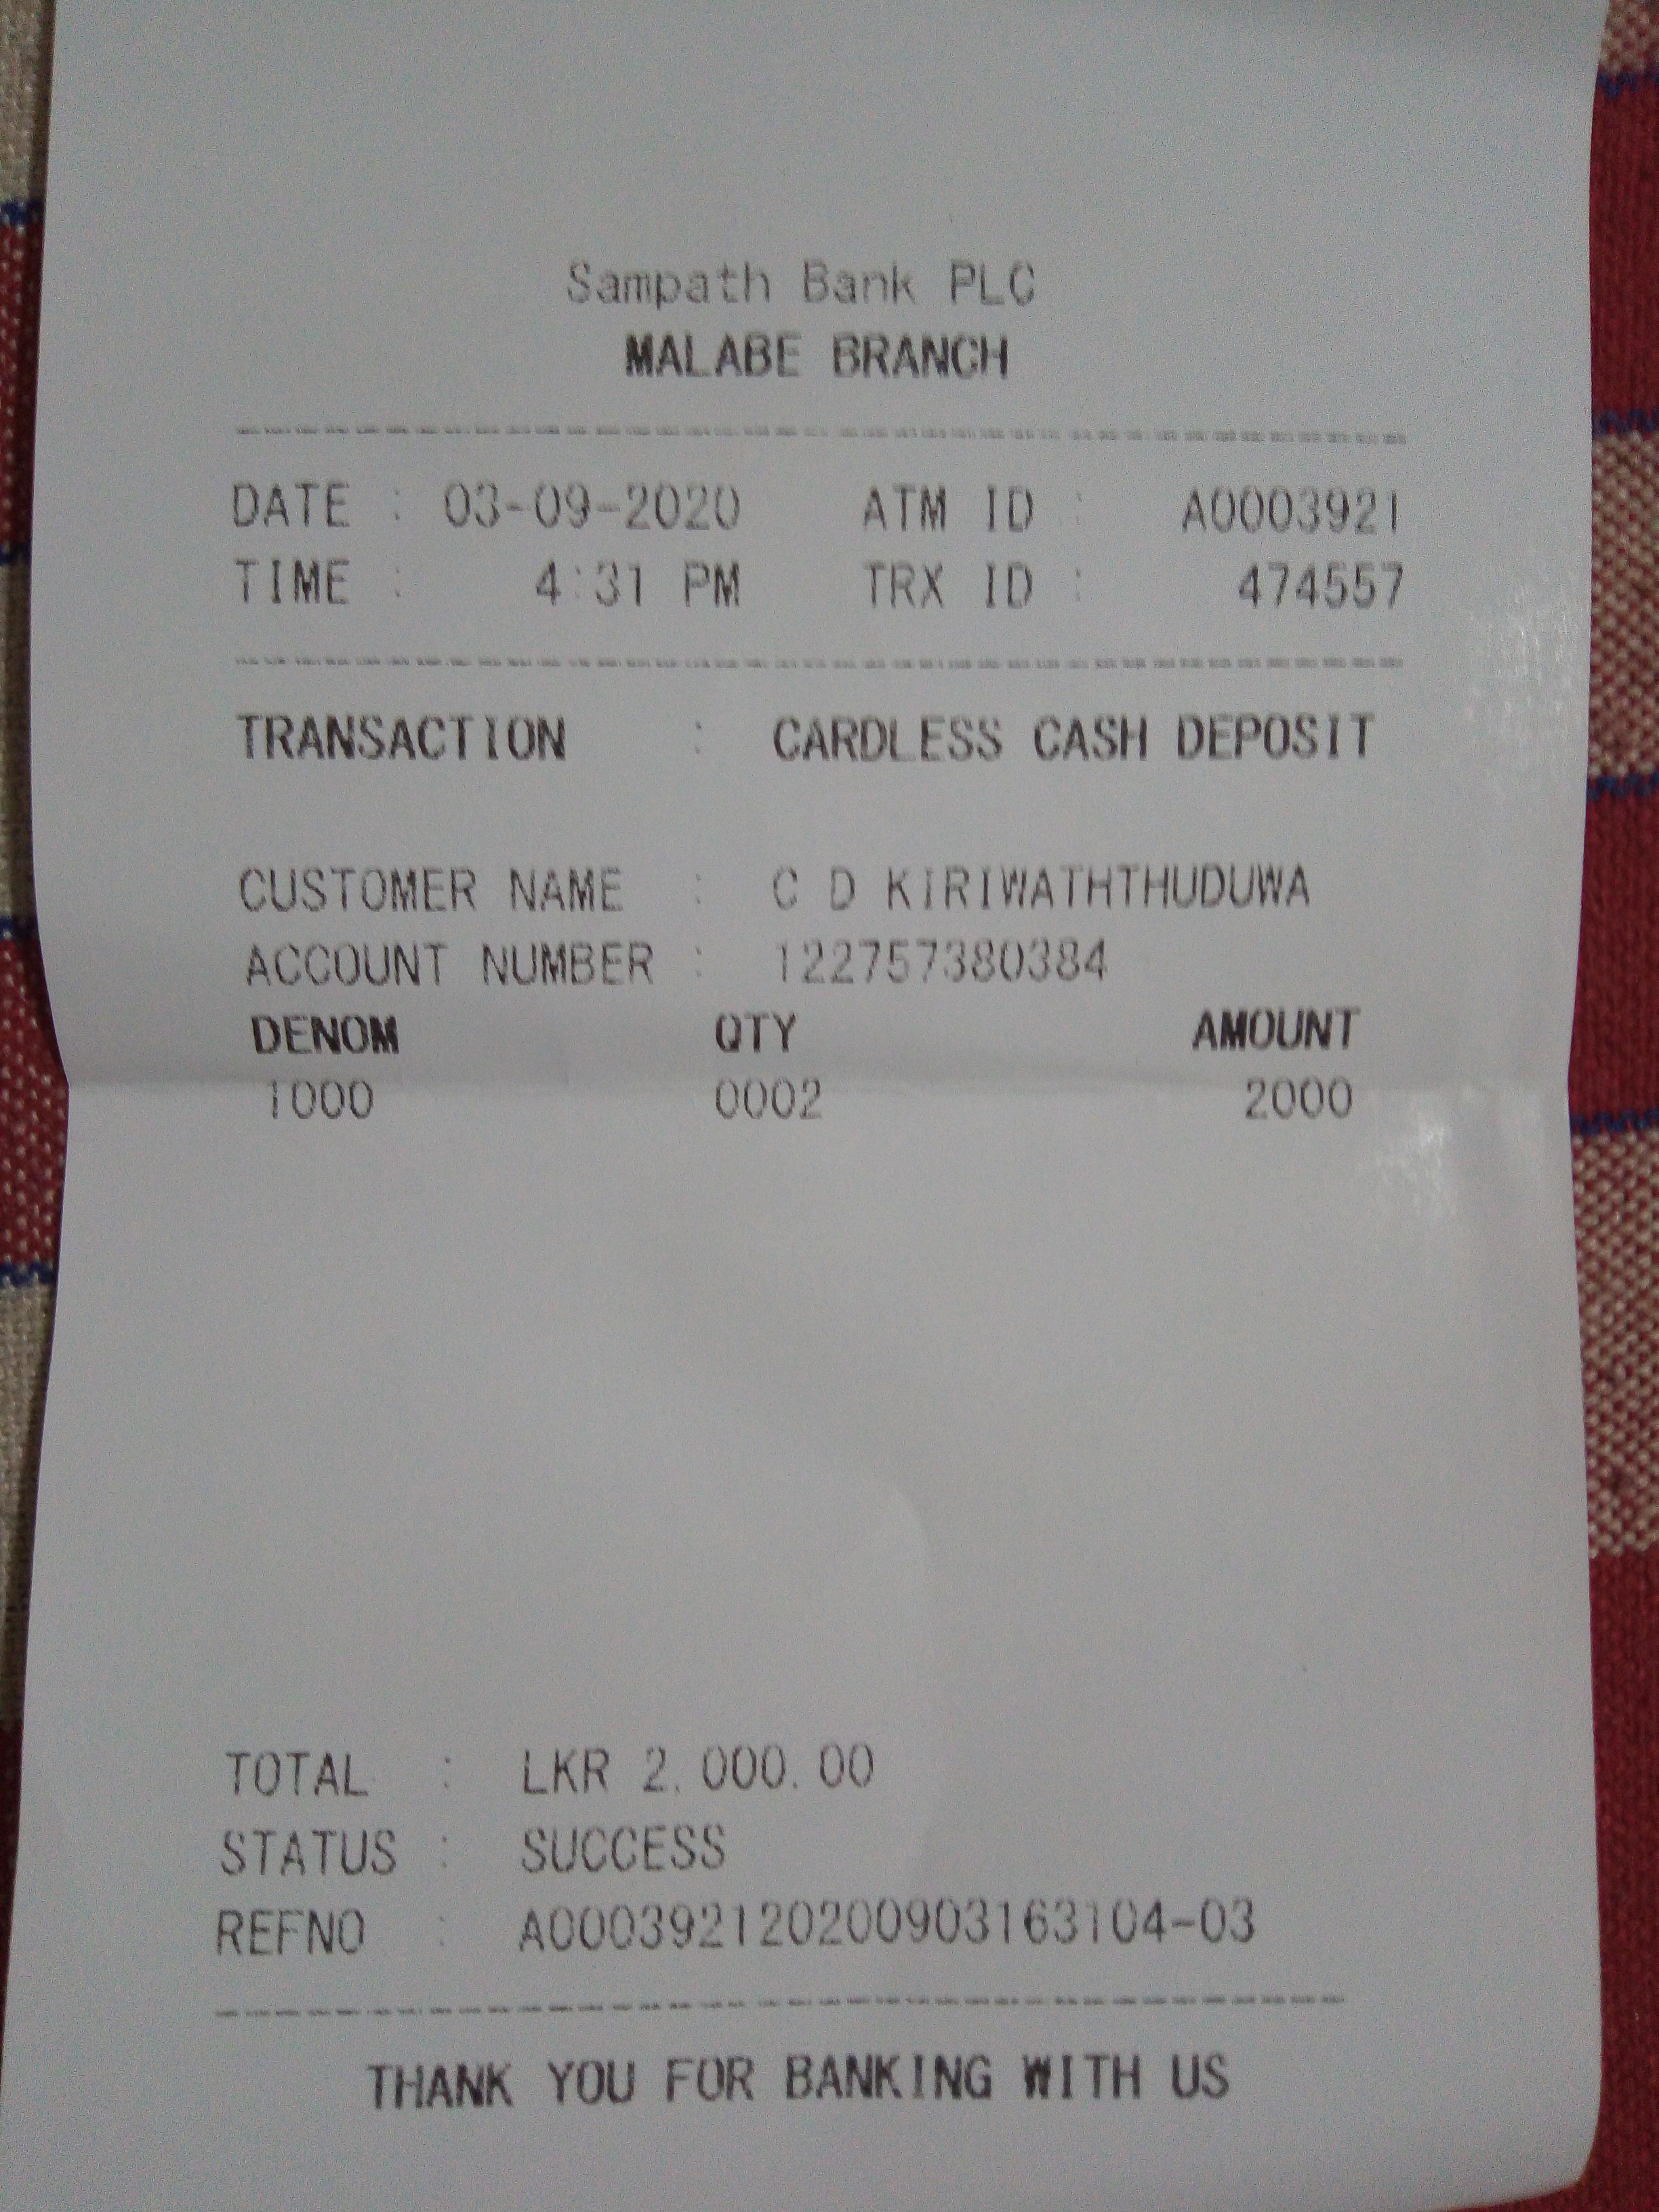 Sampath Bank PLC
MALABE BRANCH
DATE : 03-09-2020 ATM ID : A0003921
TIME : 4:31 PM TRX ID : 474557
TRANSACTION : CARDLESS CASH DEPOSIT
CUSTOMER NAME : C D KIRIWATHTHUDUWA
ACCOUNT NUMBER : 122757380384
DENOM QTY AMOUNT
1000 0002 2000
TOTAL : LKR 2,000.00
STATUS : SUCCESS
REFNO : A000392120200903163104-03
THANK YOU FOR BANKING WITH US